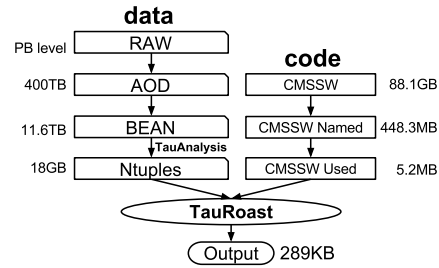 data
code
PB level
RAW
400TB
AOD
CMSSW
88.1GB
11.6TB
BEAN
CMSSW Named
448.3MB
TauAnalysis
18GB
Ntuples
CMSSW Used
5.2MB
TauRoast
Output
289KB